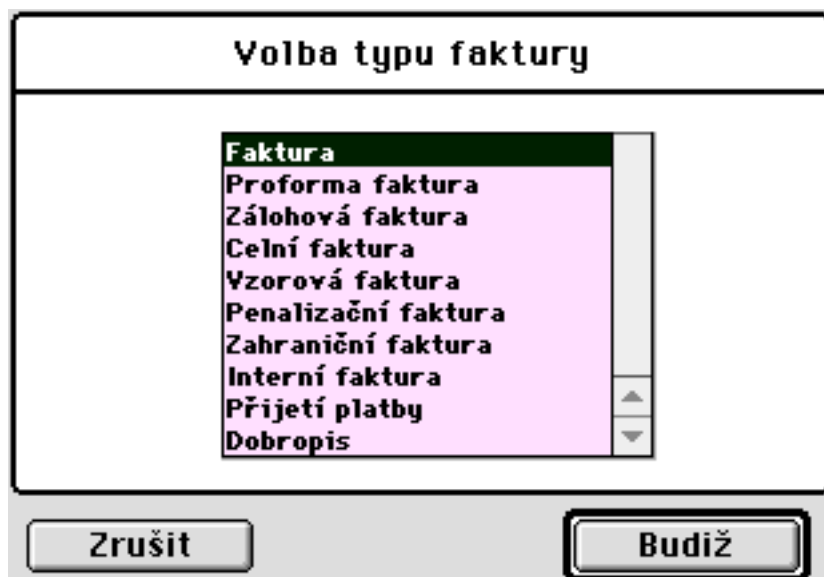 Volba typu faktury
Faktura
Proforma faktura
Zálohová faktura
Celní faktura
Vzorová faktura
Penalizační faktura
Zahraniční faktura
Interní faktura
Přijetí platby
Dobropis
Zrušit
Budiž